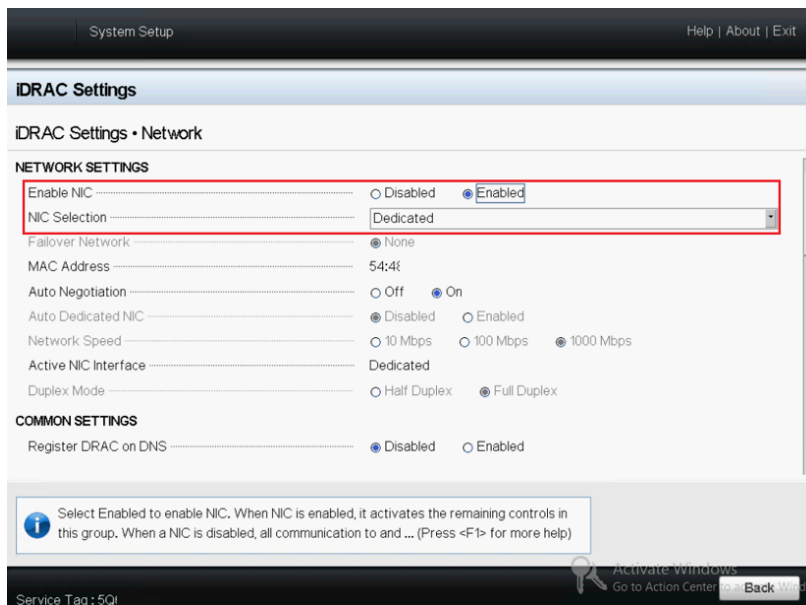 System Setup
Help | About | Exit
iDRAC Settings
iDRAC Settings • Network
NETWORK SETTINGS
Enable NIC Disabled Enabled
NIC Selection Dedicated
Failover Network None
MAC Address 54:48
Auto Negotiation Off On
Auto Dedicated NIC Disabled Enabled
Network Speed 10 Mbps 100 Mbps 1000 Mbps
Active NIC Interface Dedicated
Duplex Mode Half Duplex Full Duplex
COMMON SETTINGS
Register DRAC on DNS Disabled Enabled
Select Enabled to enable NIC. When NIC is enabled, it activates the remaining controls in
this group. When a NIC is disabled, all communication to and ... (Press <F1> for more help)
Activate Windows
Go to Action Center
Back
Service Tag: